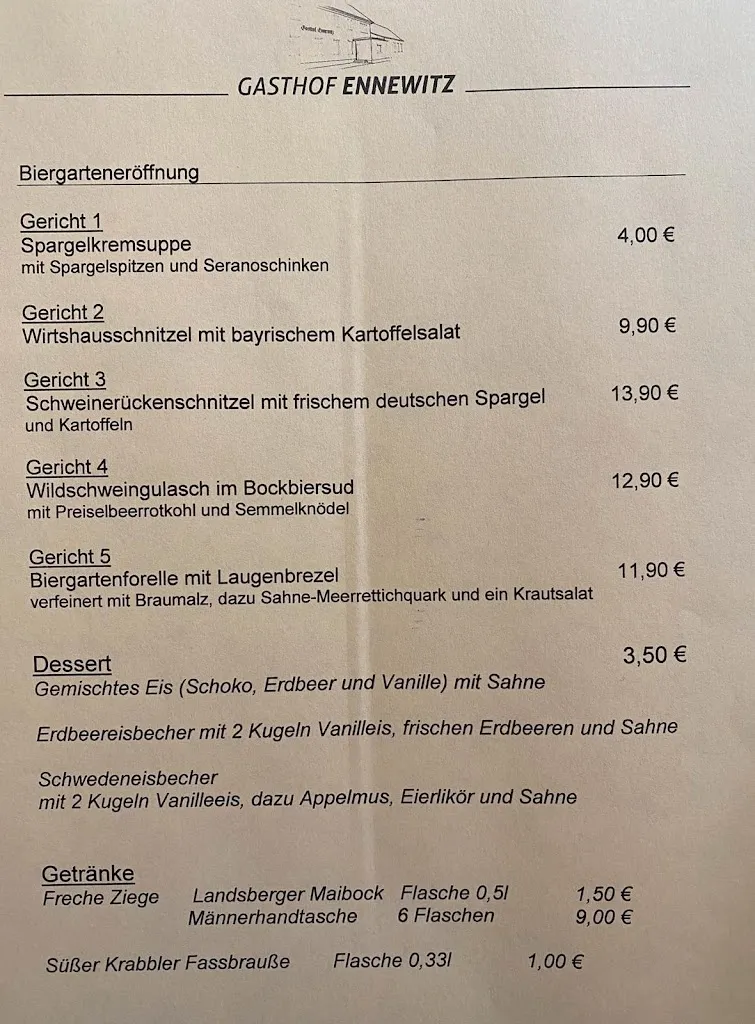 Gasthof Ennewitz
GASTHOF ENNEWITZ
Biergarteneröffnung
Gericht 1
Spargelkremsuppe 4,00 €
mit Spargelspitzen und Seranoschinken
Gericht 2
Wirtshausschnitzel mit bayrischem Kartoffelsalat 9,90 €
Gericht 3
Schweinerückenschnitzel mit frischem deutschen Spargel 13,90 €
und Kartoffeln
Gericht 4
Wildschweingulasch im Bockbiersud 12,90 €
mit Preiselbeerrotkohl und Semmelknödel
Gericht 5
Biergartenforelle mit Laugenbrezel 11,90 €
verfeinert mit Braumalz, dazu Sahne-Meerrettichquark und ein Krautsalat
Dessert 3,50 €
Gemischtes Eis (Schoko, Erdbeer und Vanille) mit Sahne
Erdbeereisbecher mit 2 Kugeln Vanilleis, frischen Erdbeeren und Sahne
Schwedeneisbecher
mit 2 Kugeln Vanilleeis, dazu Appelmus, Eierlikör und Sahne
Getränke
Freche Ziege Landsberger Maibock Flasche 0,5l 1,50 €
Männerhandtasche 6 Flaschen 9,00 €
Süßer Krabbler Fassbrauße Flasche 0,33l 1,00 €